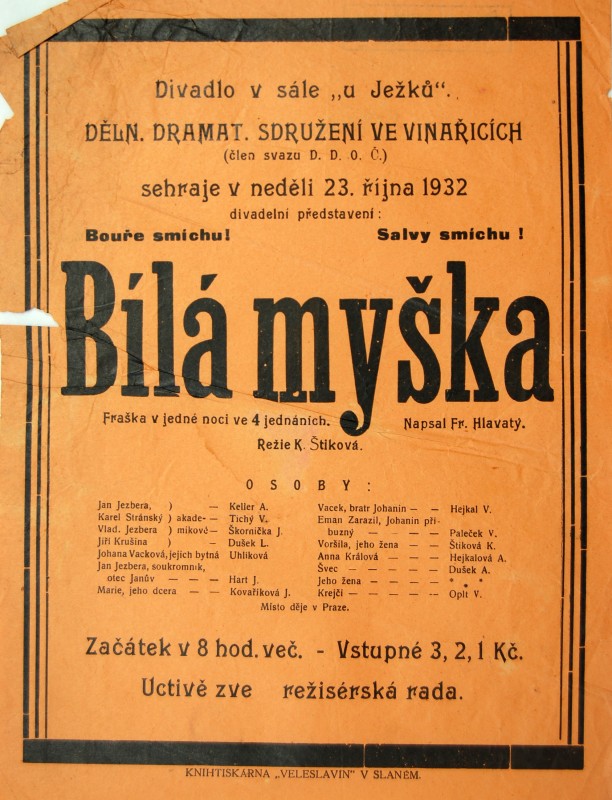 Divadlo v sále „u Ježků“.
DĚLN. DRAMAT. SDRUŽENÍ VE VINAŘICÍCH
(člen svazu D. D. O. Č.)
sehraje v neděli 23. října 1932
divadelní představení:
Bouře smíchu! Salvy smíchu !
Bílá myška
Fraška v jedné noci ve 4 jednáních. Napsal Fr. Hlavatý.
Režie K. Štiková.
OSOBY:
Jan Jezbera, ) — Keller A.
Karel Stránský ) akade- — Tichý V.
Vlad. Jezbera ) mikové — Škornička J.
Jiří Krušina ) — Dušek L.
Johana Vacková, jejich bytná Uhlíková
Jan Jezbera, soukromník,
otec Janův — — — Hart J.
Marie, jeho dcera — — Kovaříková J.
Vacek, bratr Johanin — — Hejkal V.
Eman Zarazil, Johanin pří-
buzný — — — — Paleček V.
Voršila, jeho žena — — Štiková K.
Anna Králová — — — Hejkalová A.
Švec — — — — — Dušek A.
Jeho žena — — — — * * *
Krejčí — — — — — Oplt V.
Místo děje v Praze.
Začátek v 8 hod. več. - Vstupné 3, 2, 1 Kč.
Uctivě zve režisérská rada.
KNIHTISKÁRNA „VELESLAVIN“ V SLANÉM.